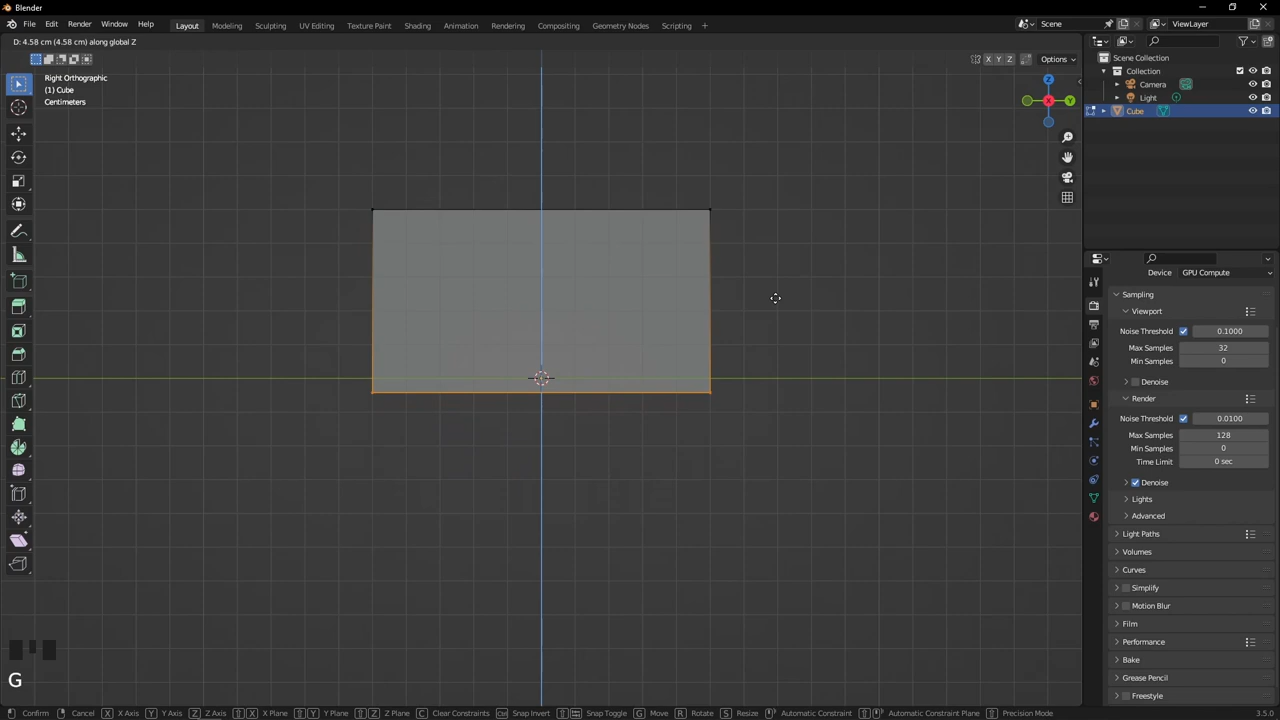 Blender
File Edit Render Window Help
Layout Modeling Sculpting UV Editing Texture Paint Shading Animation Rendering Compositing Geometry Nodes Scripting +
Scene
ViewLayer
D: 4.58 cm (4.58 cm) along global Z
X Y Z
Options
Right Orthographic
(1) Cube
Centimeters
Z
X
Y
Scene Collection
Collection
Camera
Light
Cube
Device GPU Compute
Sampling
Viewport
Noise Threshold 0.1000
Max Samples 32
Min Samples 0
Denoise
Render
Noise Threshold 0.0100
Max Samples 128
Min Samples 0
Time Limit 0 sec
Denoise
Lights
Advanced
Light Paths
Volumes
Curves
Simplify
Motion Blur
Film
Performance
Bake
Grease Pencil
Freestyle
G
Confirm Cancel X X Axis Y Y Axis Z Z Axis X X Plane Y Y Plane Z Z Plane C Clear Constraints Snap Invert Snap Toggle G Move R Rotate S Resize Automatic Constraint Automatic Constraint Plane Precision Mode
3.5.0